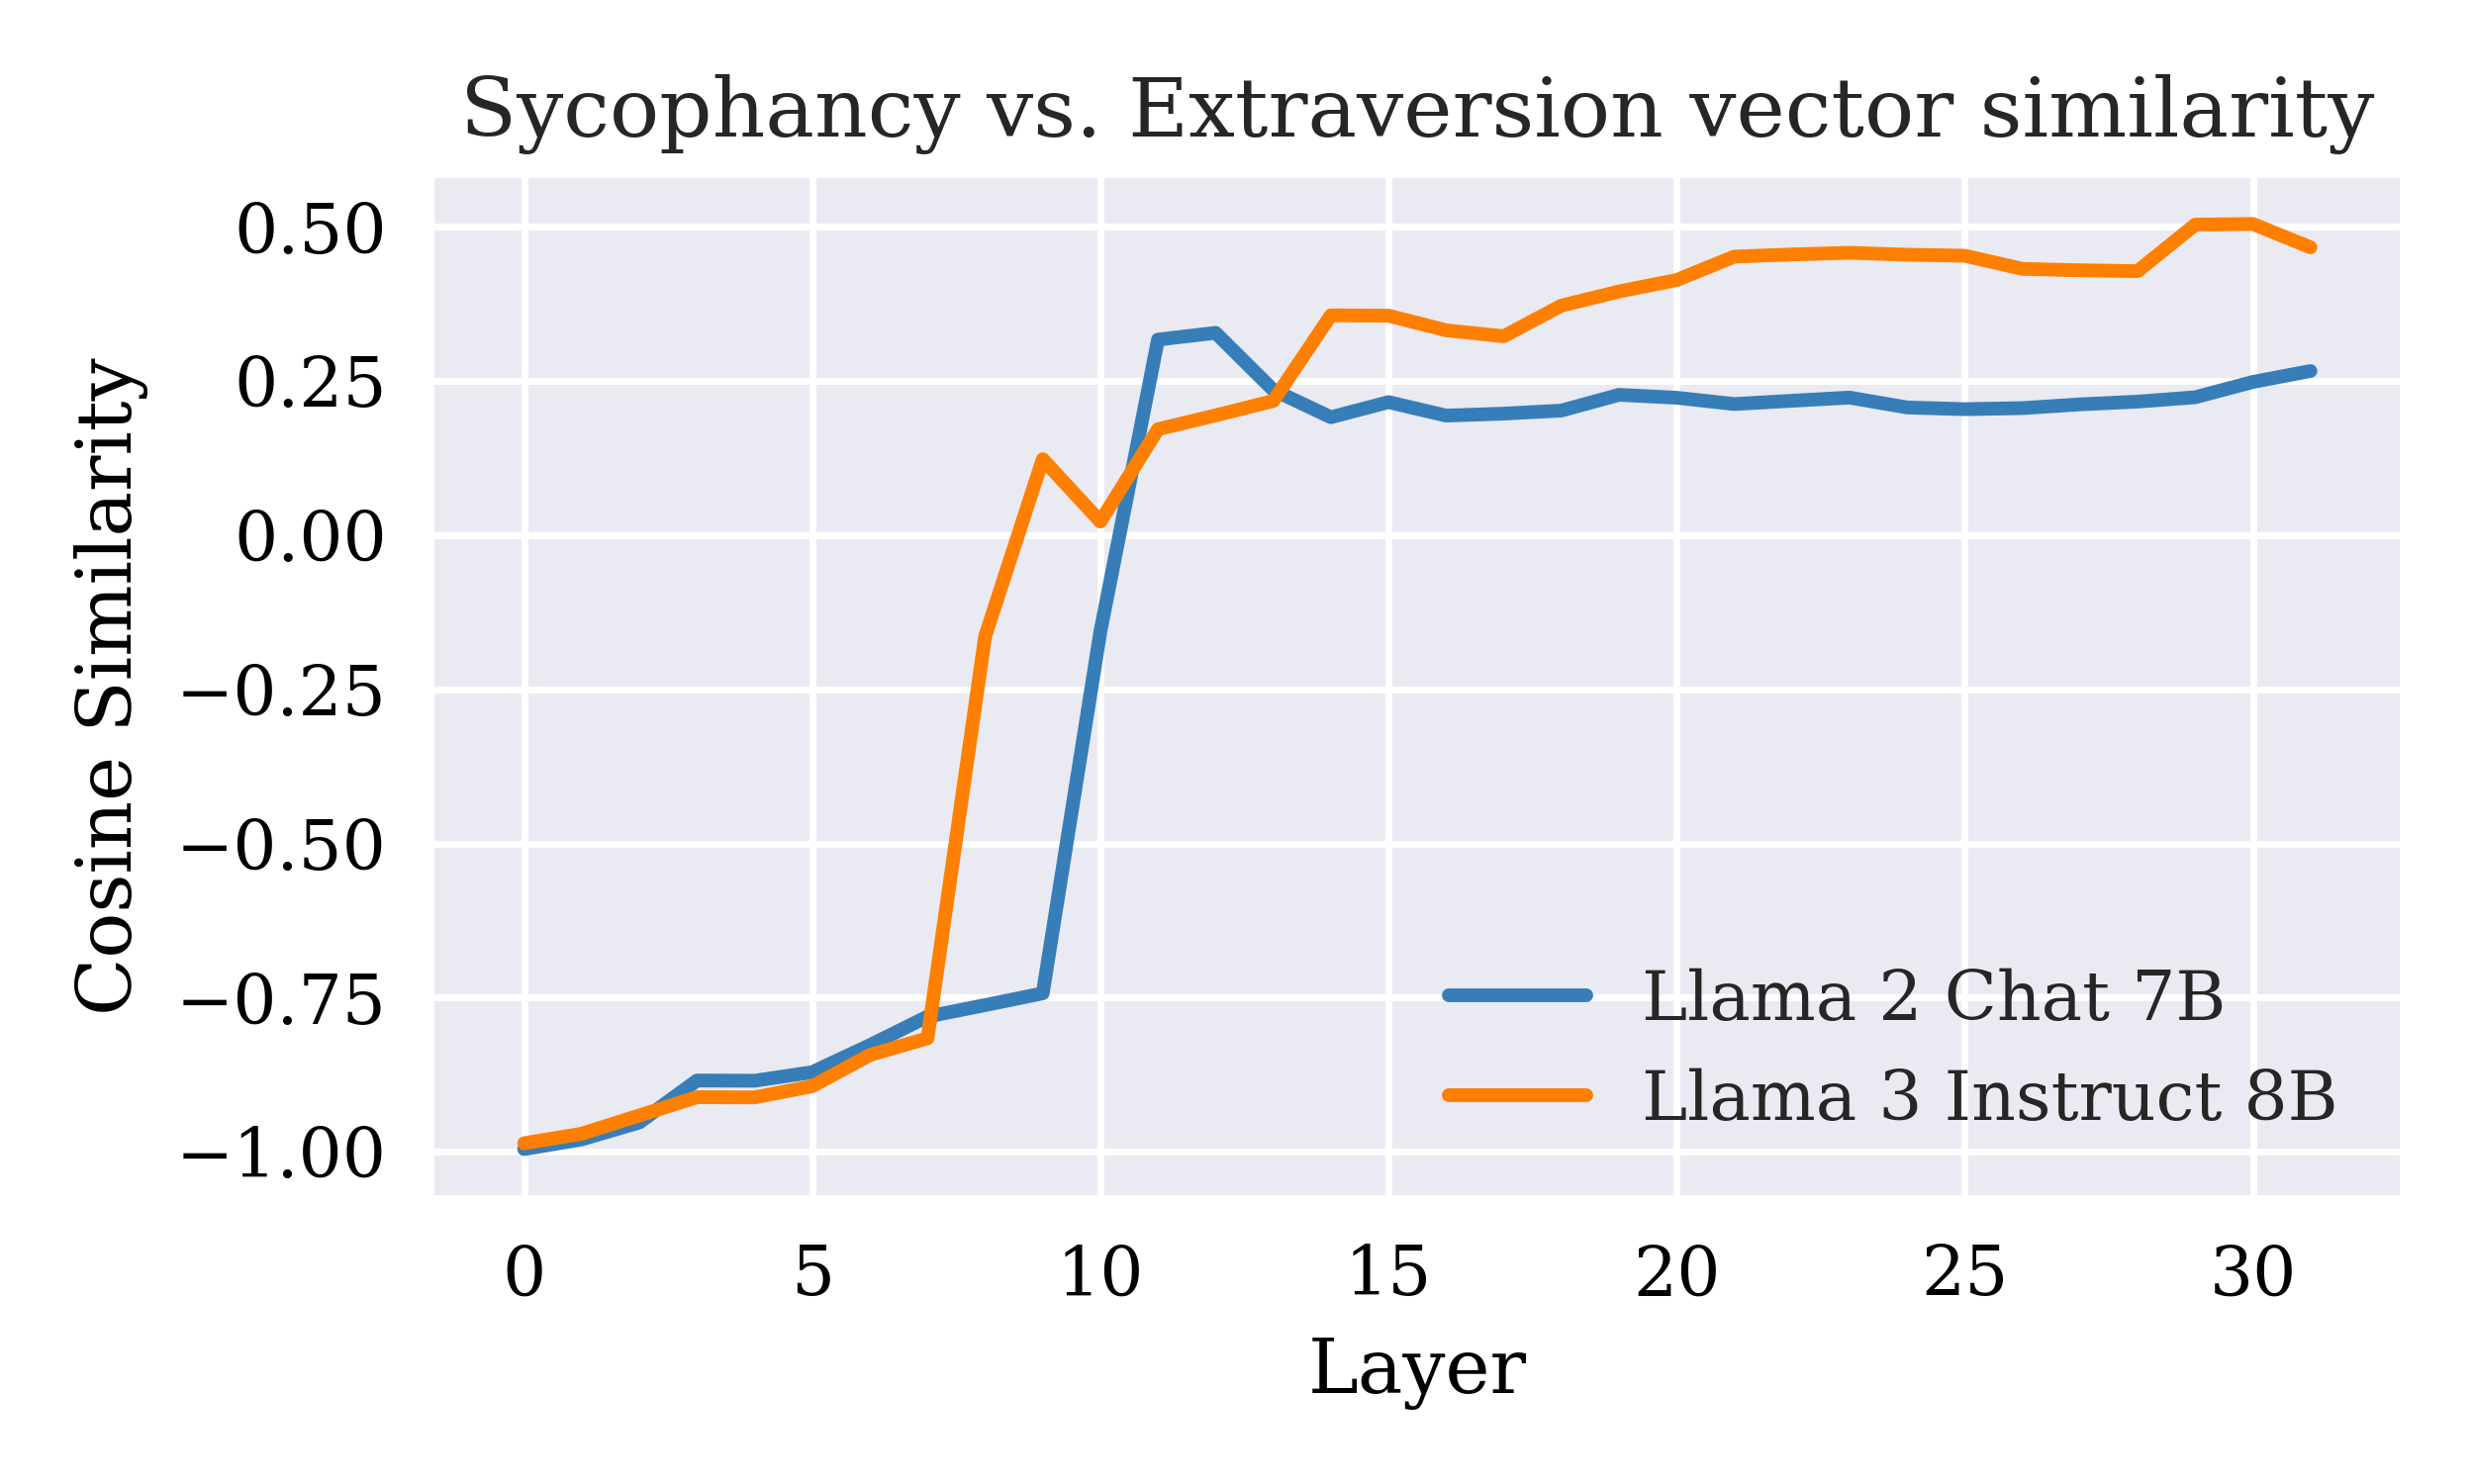 Sycophancy vs. Extraversion vector similarity
0.50
0.25
0.00
−0.25
−0.50
−0.75
−1.00
Cosine Similarity
Llama 2 Chat 7B
Llama 3 Instruct 8B
0 5 10 15 20 25 30
Layer